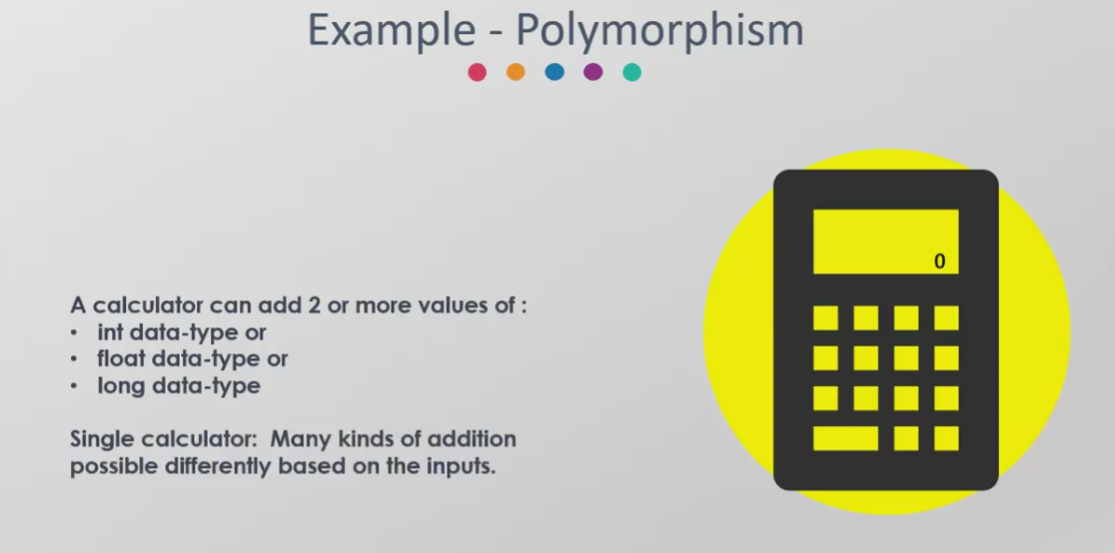 Example - Polymorphism
A calculator can add 2 or more values of :
• int data-type or
• float data-type or
• long data-type
Single calculator:  Many kinds of addition
possible differently based on the inputs.
0